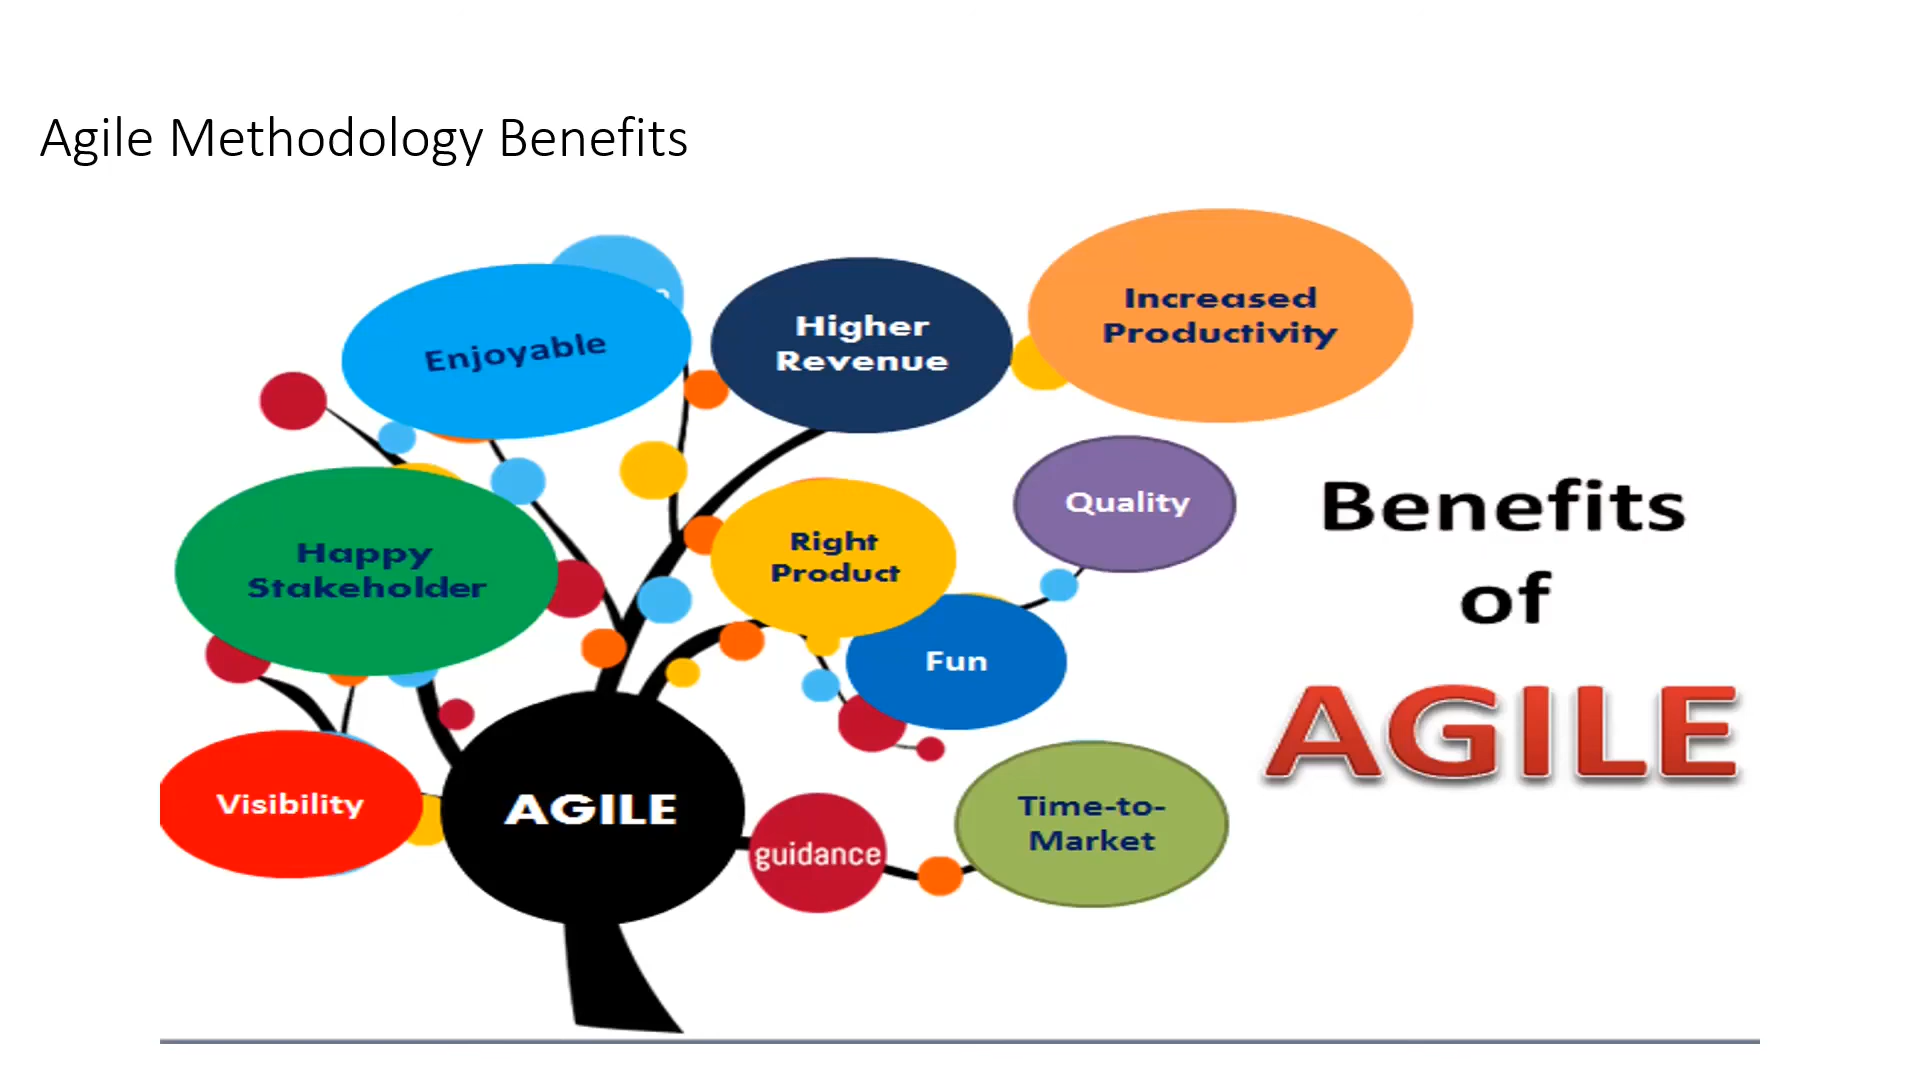 Agile Methodology Benefits
Enjoyable
Higher
Revenue
Increased
Productivity
Happy
Stakeholder
Right
Product
Quality
Fun
Visibility
AGILE
guidance
Time-to-
Market
Benefits
of
AGILE